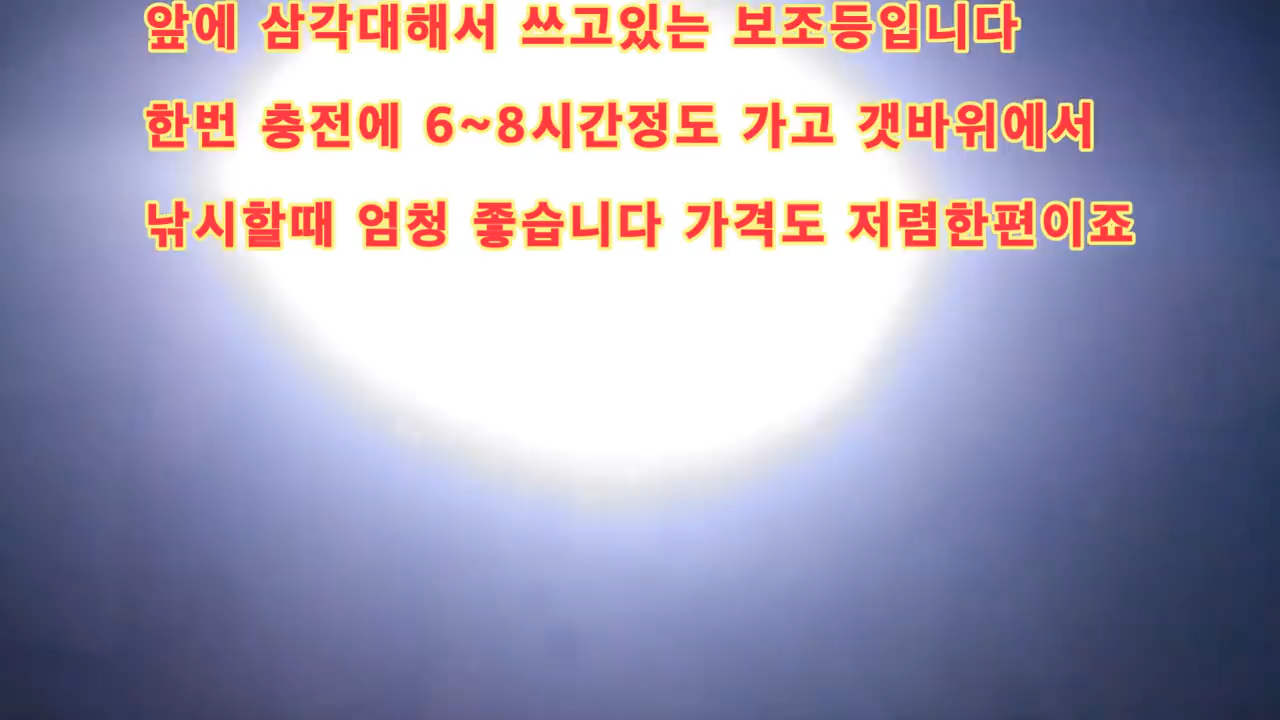 앞에 삼각대해서 쓰고있는 보조등입니다
한번 충전에 6~8시간정도 가고 갯바위에서
낚시할때 엄청 좋습니다 가격도 저렴한편이죠